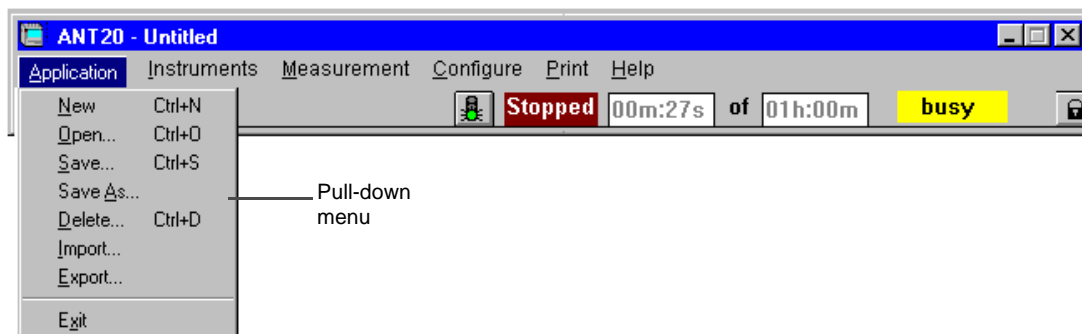 ANT20 - Untitled
Application Instruments Measurement Configure Print Help
Stopped 00m:27s of 01h:00m busy
New Ctrl+N
Open... Ctrl+O
Save... Ctrl+S
Save As...
Delete... Ctrl+D
Import...
Export...
Exit
Pull-down
menu